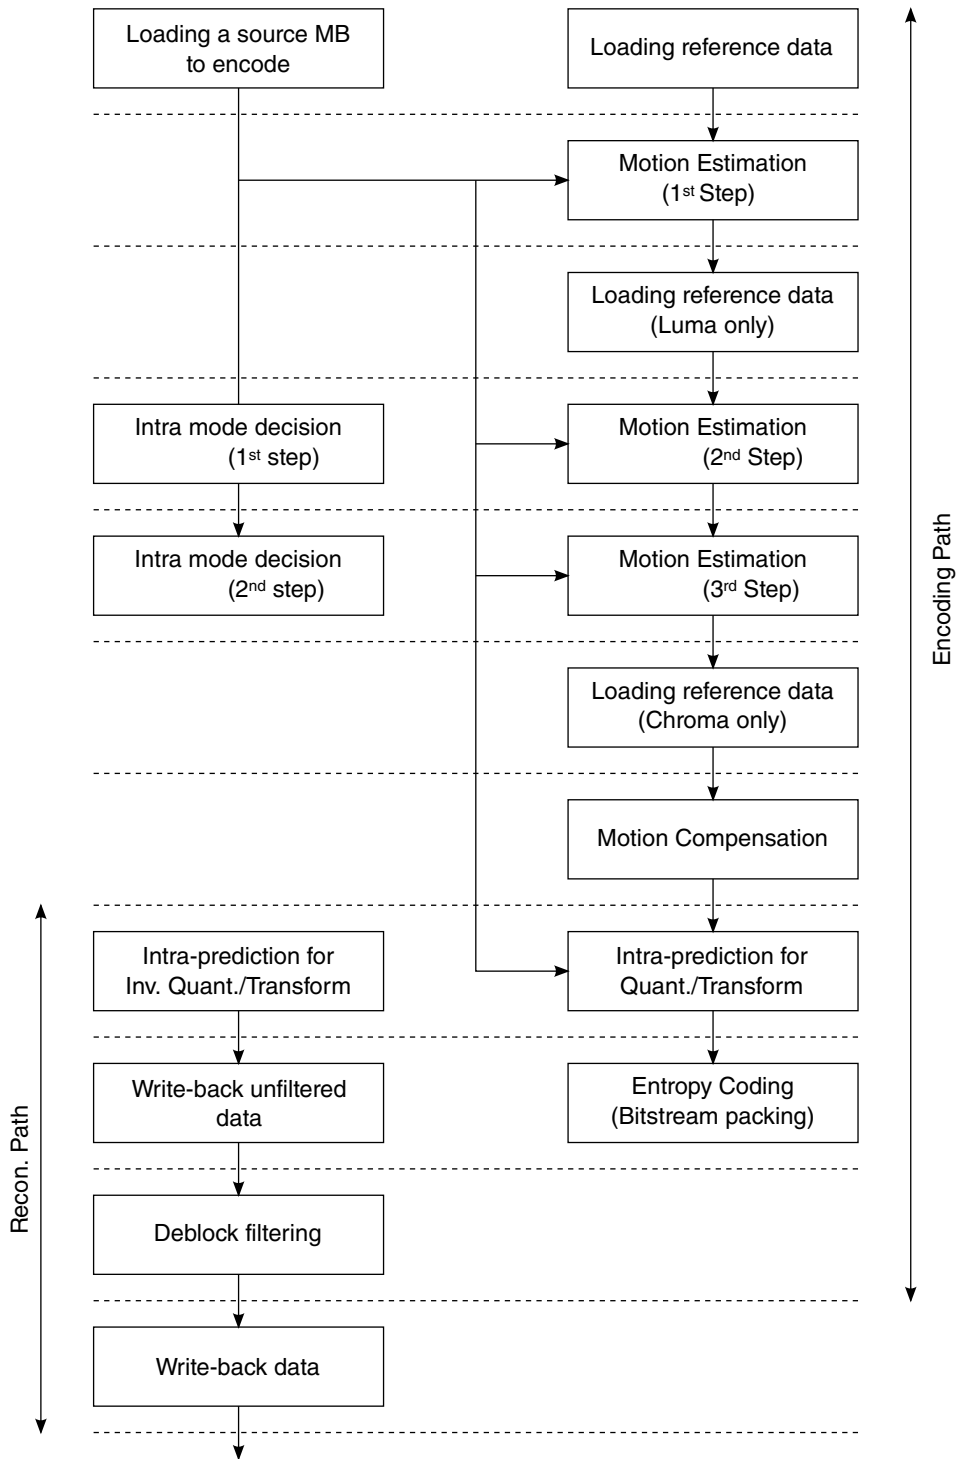 Loading a source MB
to encode
Loading reference data
Motion Estimation
(1st Step)
Loading reference data
(Luma only)
Intra mode decision
(1st step)
Motion Estimation
(2nd Step)
Intra mode decision
(2nd step)
Motion Estimation
(3rd Step)
Loading reference data
(Chroma only)
Motion Compensation
Intra-prediction for
Inv. Quant./Transform
Intra-prediction for
Quant./Transform
Write-back unfiltered
data
Entropy Coding
(Bitstream packing)
Deblock filtering
Write-back data
Recon. Path
Encoding Path